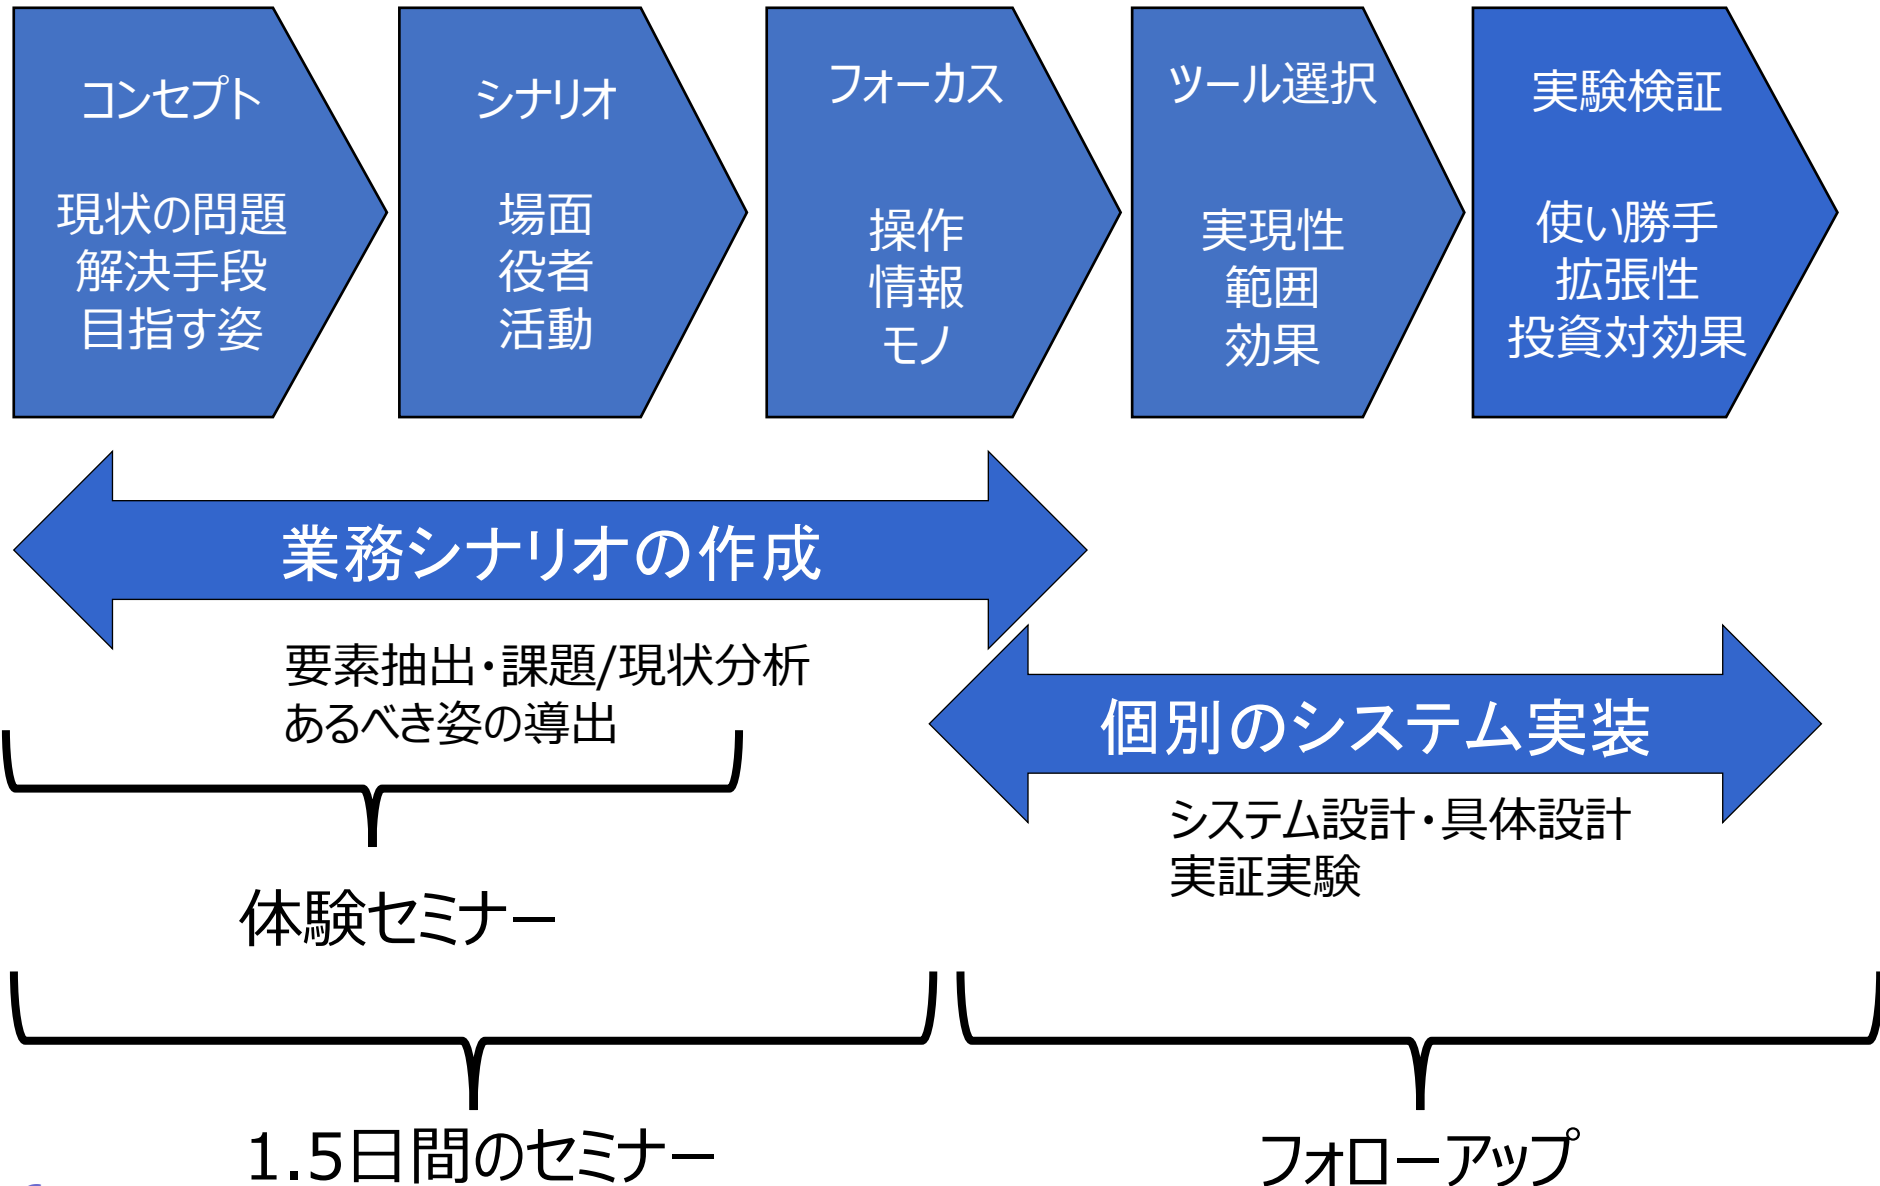 コンセプト
現状の問題
解決手段
目指す姿
シナリオ
場面
役者
活動
フォーカス
操作
情報
モノ
ツール選択
実現性
範囲
効果
実験検証
使い勝手
拡張性
投資対効果
業務シナリオの作成
要素抽出・課題/現状分析
あるべき姿の導出
個別のシステム実装
システム設計・具体設計
実証実験
体験セミナー
1.5日間のセミナー
フォローアップ